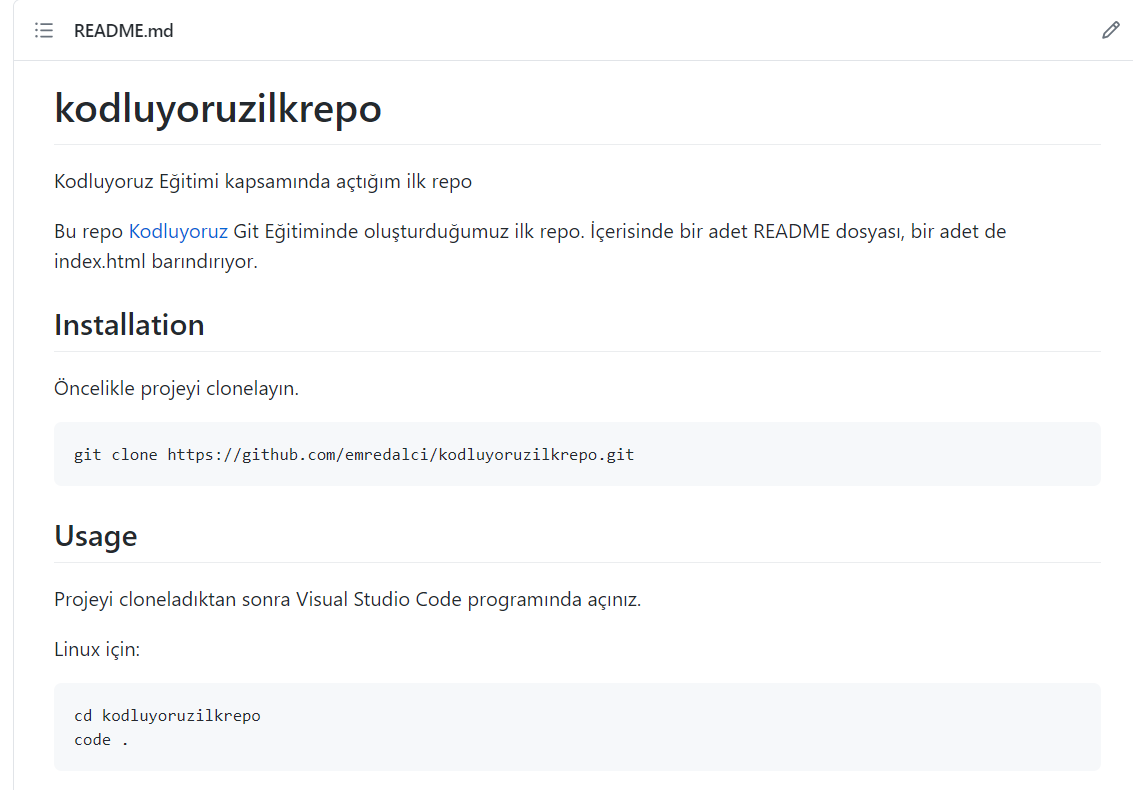 README.md
kodluyoruzilkrepo
Kodluyoruz Eğitimi kapsamında açtığım ilk repo
Bu repo Kodluyoruz Git Eğitiminde oluşturduğumuz ilk repo. İçerisinde bir adet README dosyası, bir adet de
index.html barındırıyor.
Installation
Öncelikle projeyi clonelayın.
git clone https://github.com/emredalci/kodluyoruzilkrepo.git
Usage
Projeyi cloneladıktan sonra Visual Studio Code programında açınız.
Linux için:
cd kodluyoruzilkrepo
code .